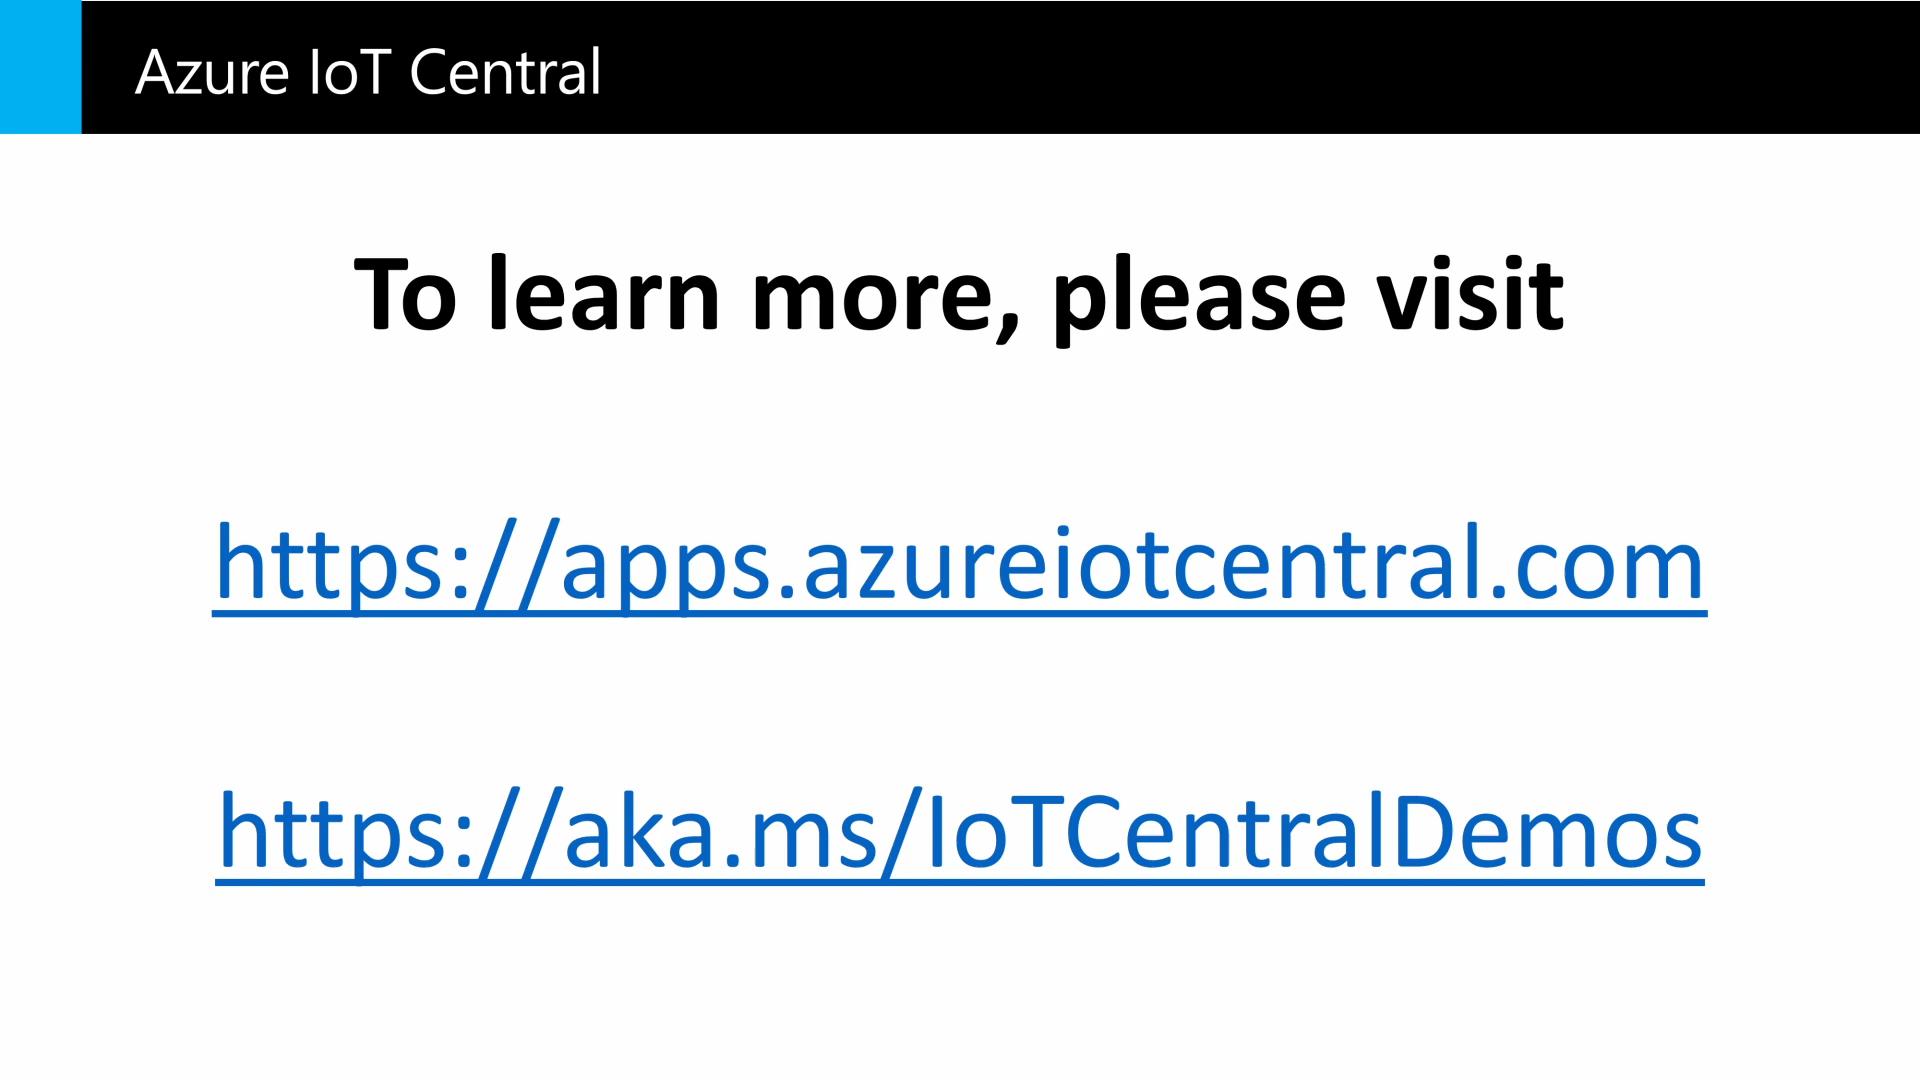 Azure IoT Central
To learn more, please visit
https://apps.azureiotcentral.com
https://aka.ms/IoTCentralDemos